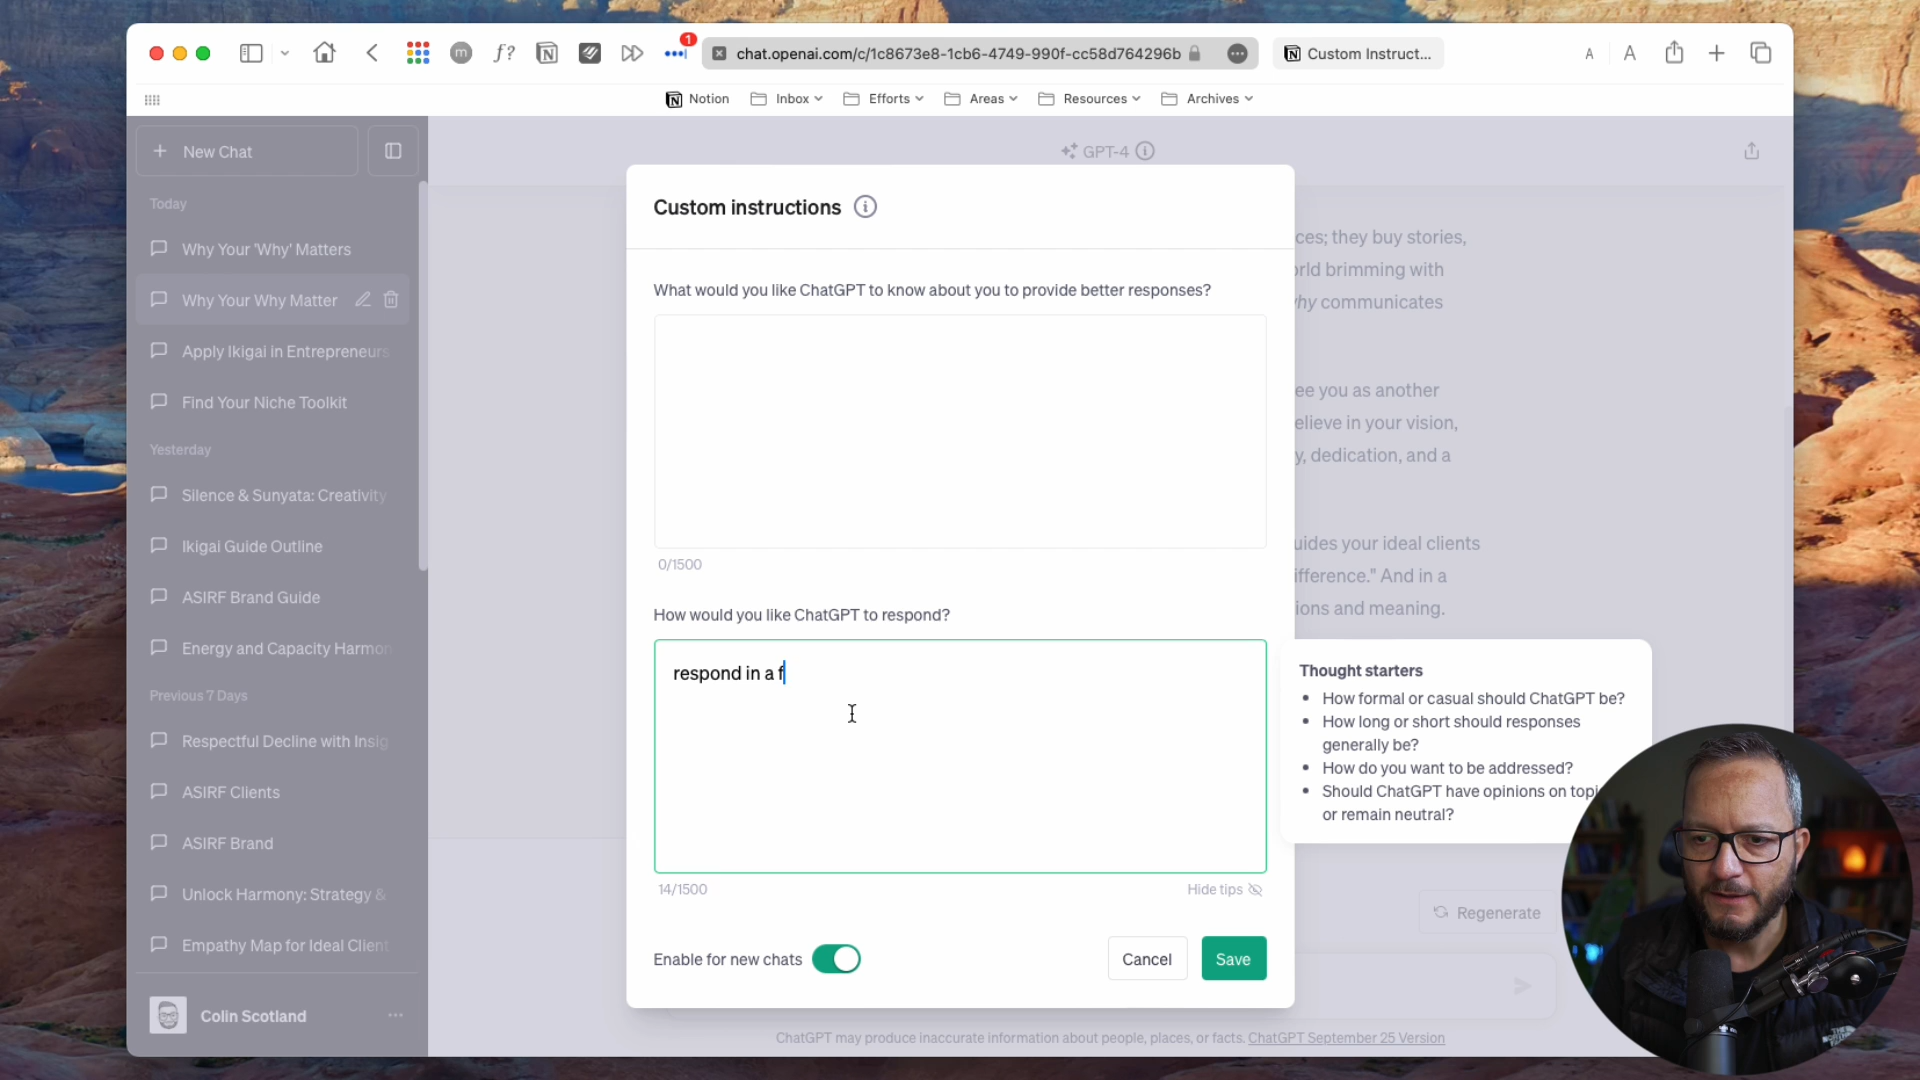 1
chat.openai.com/c/1c8673e8-1cb6-4749-990f-cc58d764296b
Custom Instruct...
A
A
m
f?
Notion
Inbox
Efforts
Areas
Resources
Archives
New Chat
GPT-4
Today
Why Your 'Why' Matters
Why Your Why Matter
Apply Ikigai in Entrepreneurs
Find Your Niche Toolkit
Yesterday
Silence & Sunyata: Creativity
Ikigai Guide Outline
ASIRF Brand Guide
Energy and Capacity Harmon
Previous 7 Days
Respectful Decline with Insig
ASIRF Clients
ASIRF Brand
Unlock Harmony: Strategy &
Empathy Map for Ideal Client
Colin Scotland
Custom instructions
What would you like ChatGPT to know about you to provide better responses?
0/1500
How would you like ChatGPT to respond?
respond in a f
14/1500
Hide tips
Enable for new chats
Cancel
Save
ces; they buy stories,
orld brimming with
hy communicates
ee you as another
elieve in your vision,
y, dedication, and a
uides your ideal clients
ifference." And in a
ions and meaning.
Thought starters
• How formal or casual should ChatGPT be?
• How long or short should responses
generally be?
• How do you want to be addressed?
• Should ChatGPT have opinions on topi
or remain neutral?
Regenerate
ChatGPT may produce inaccurate information about people, places, or facts. ChatGPT September 25 Version